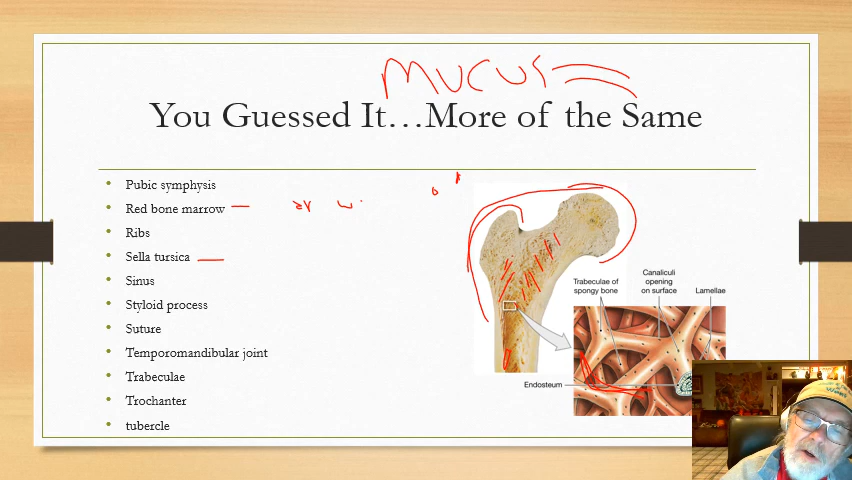 MUCUS
You Guessed It…More of the Same
• Pubic symphysis
• Red bone marrow
• Ribs
• Sella tursica
• Sinus
• Styloid process
• Suture
• Temporomandibular joint
• Trabeculae
• Trochanter
• tubercle
Trabeculae of
spongy bone
Canaliculi
opening
on surface
Lamellae
Endosteum